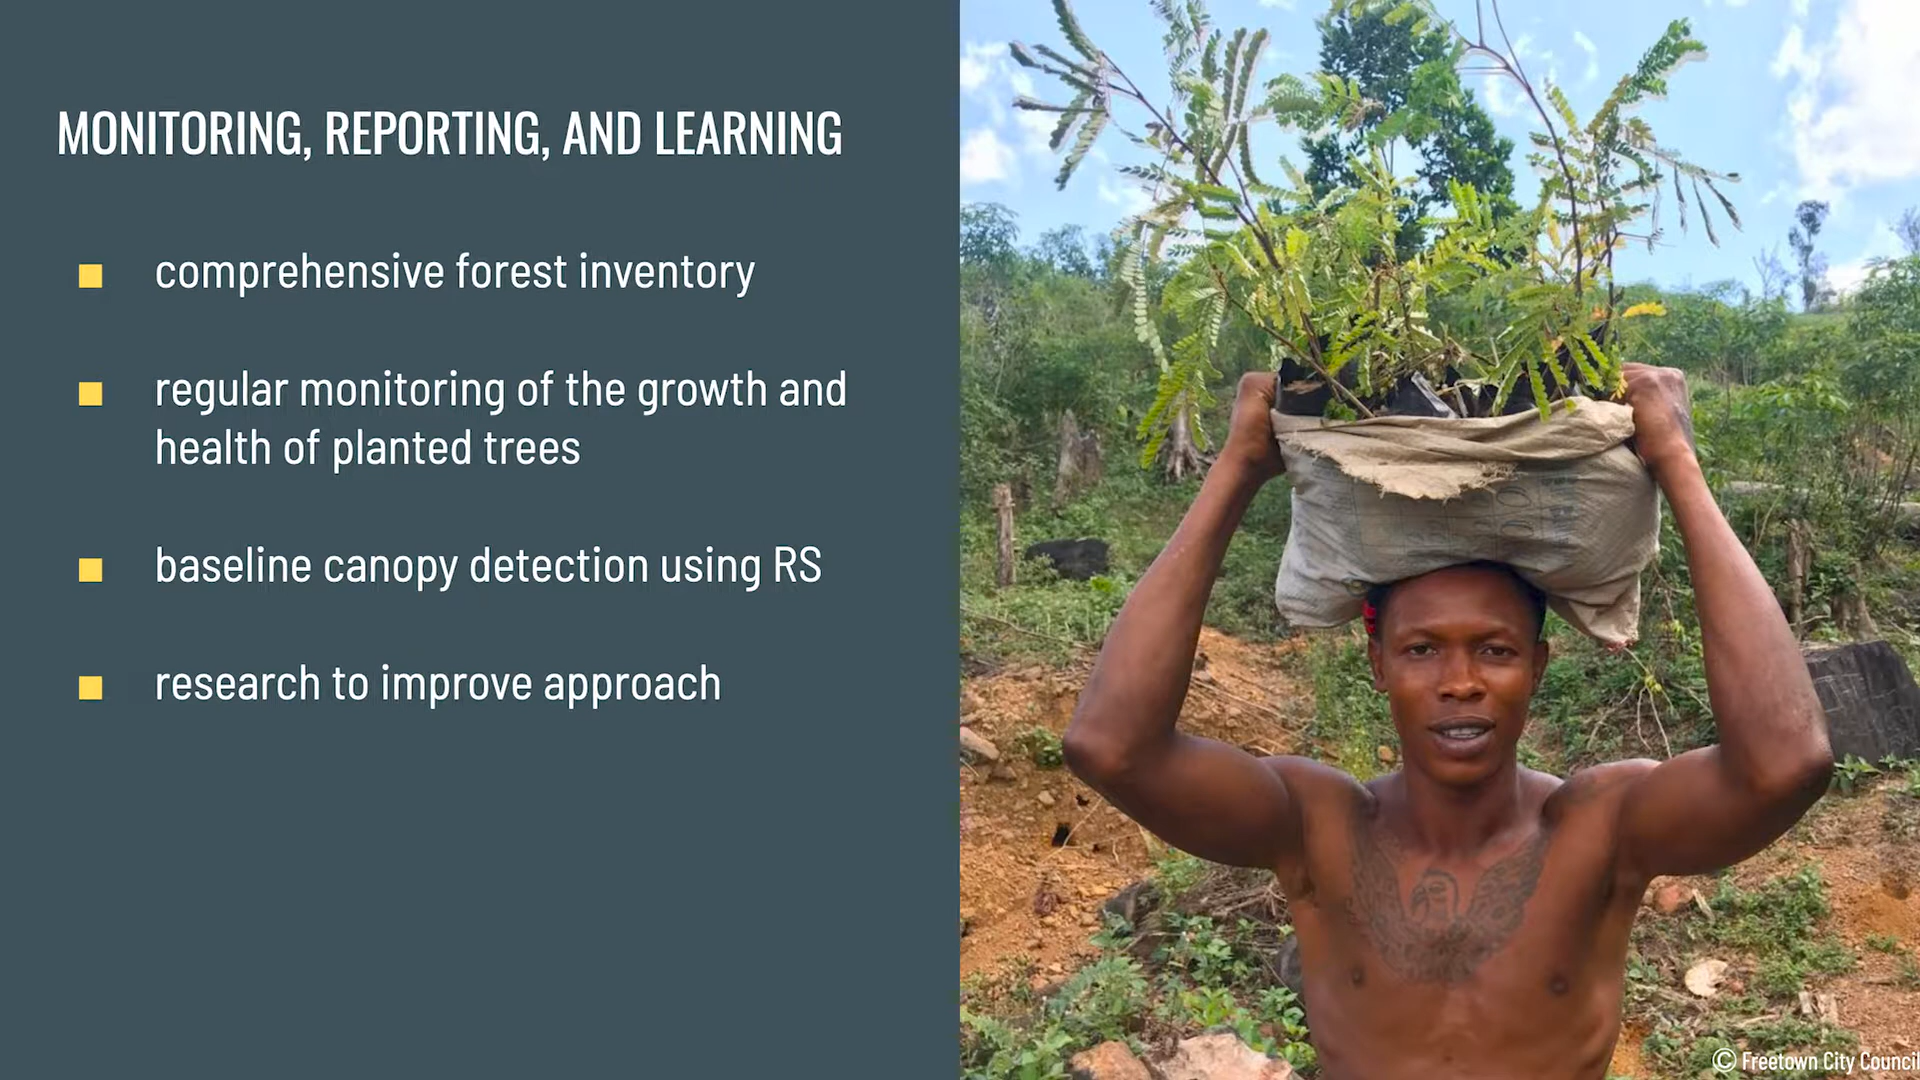 MONITORING, REPORTING, AND LEARNING
comprehensive forest inventory
regular monitoring of the growth and
health of planted trees
baseline canopy detection using RS
research to improve approach
© Freetown City Council